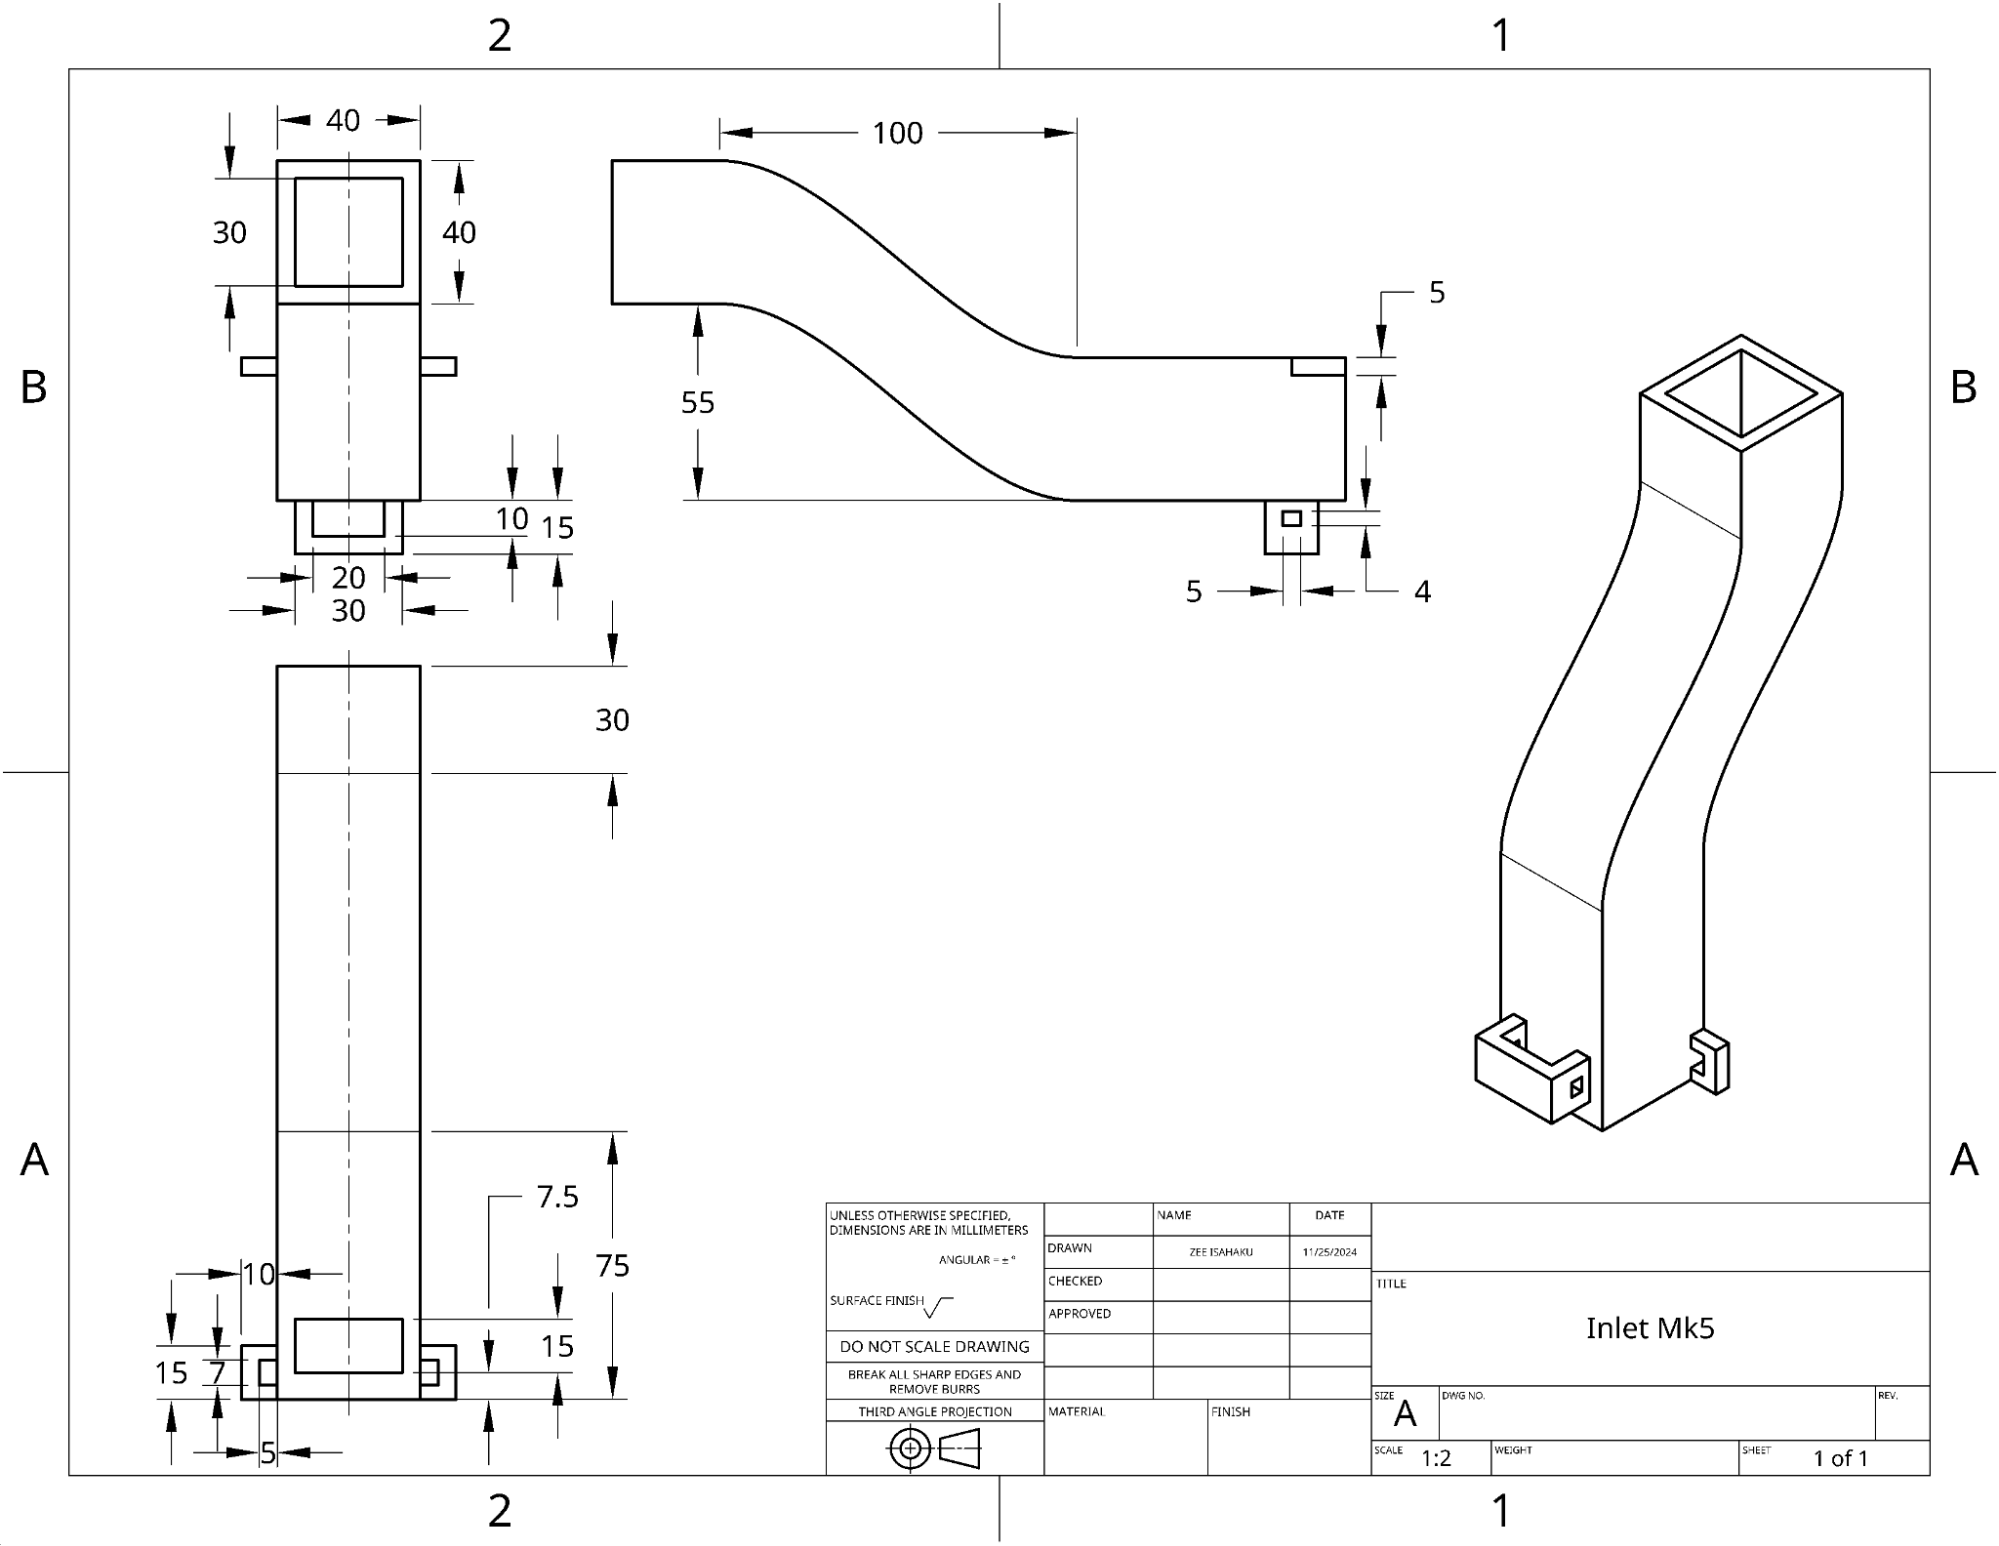 2
1
B
B
A
A
2
1
40
30
40
10
15
20
30
100
55
5
5
4
30
7.5
75
10
15
7
15
5
UNLESS OTHERWISE SPECIFIED,
DIMENSIONS ARE IN MILLIMETERS
ANGULAR = ± °
SURFACE FINISH
DO NOT SCALE DRAWING
BREAK ALL SHARP EDGES AND
REMOVE BURRS
THIRD ANGLE PROJECTION
NAME
DATE
DRAWN
ZEE ISAHAKU
11/25/2024
CHECKED
APPROVED
MATERIAL
FINISH
TITLE
Inlet Mk5
SIZE
A
DWG NO.
REV.
SCALE
1:2
WEIGHT
SHEET
1 of 1